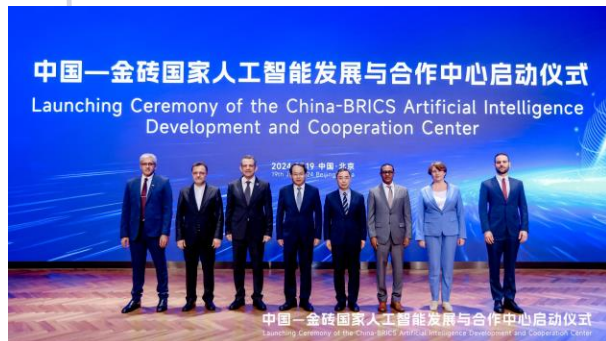 中国—金砖国家人工智能发展与合作中心启动仪式
Launching Ceremony of the China-BRICS Artificial Intelligence
Development and Cooperation Center
中国·北京
19th Beijing
中国—金砖国家人工智能发展与合作中心启动仪式
Launching Ceremony of the China-BRICS Artificial Intelligence Development and Cooperation Center